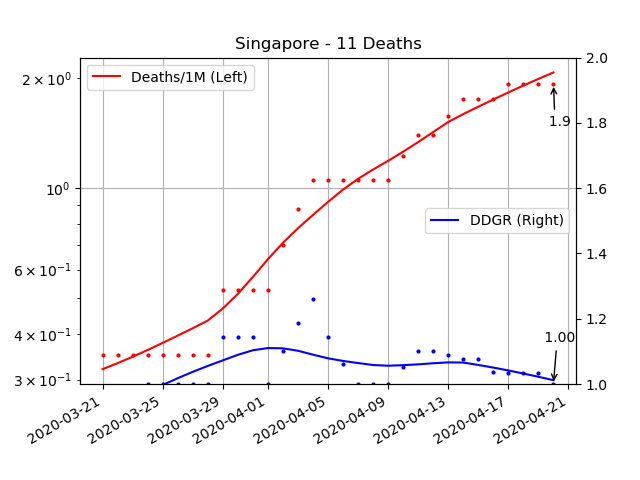 Singapore - 11 Deaths
Deaths/1M (Left)
DDGR (Right)
2 × 10⁰
10⁰
6 × 10⁻¹
4 × 10⁻¹
3 × 10⁻¹
2.0
1.8
1.6
1.4
1.2
1.0
1.9
1.00
2020-03-21
2020-03-25
2020-03-29
2020-04-01
2020-04-05
2020-04-09
2020-04-13
2020-04-17
2020-04-21